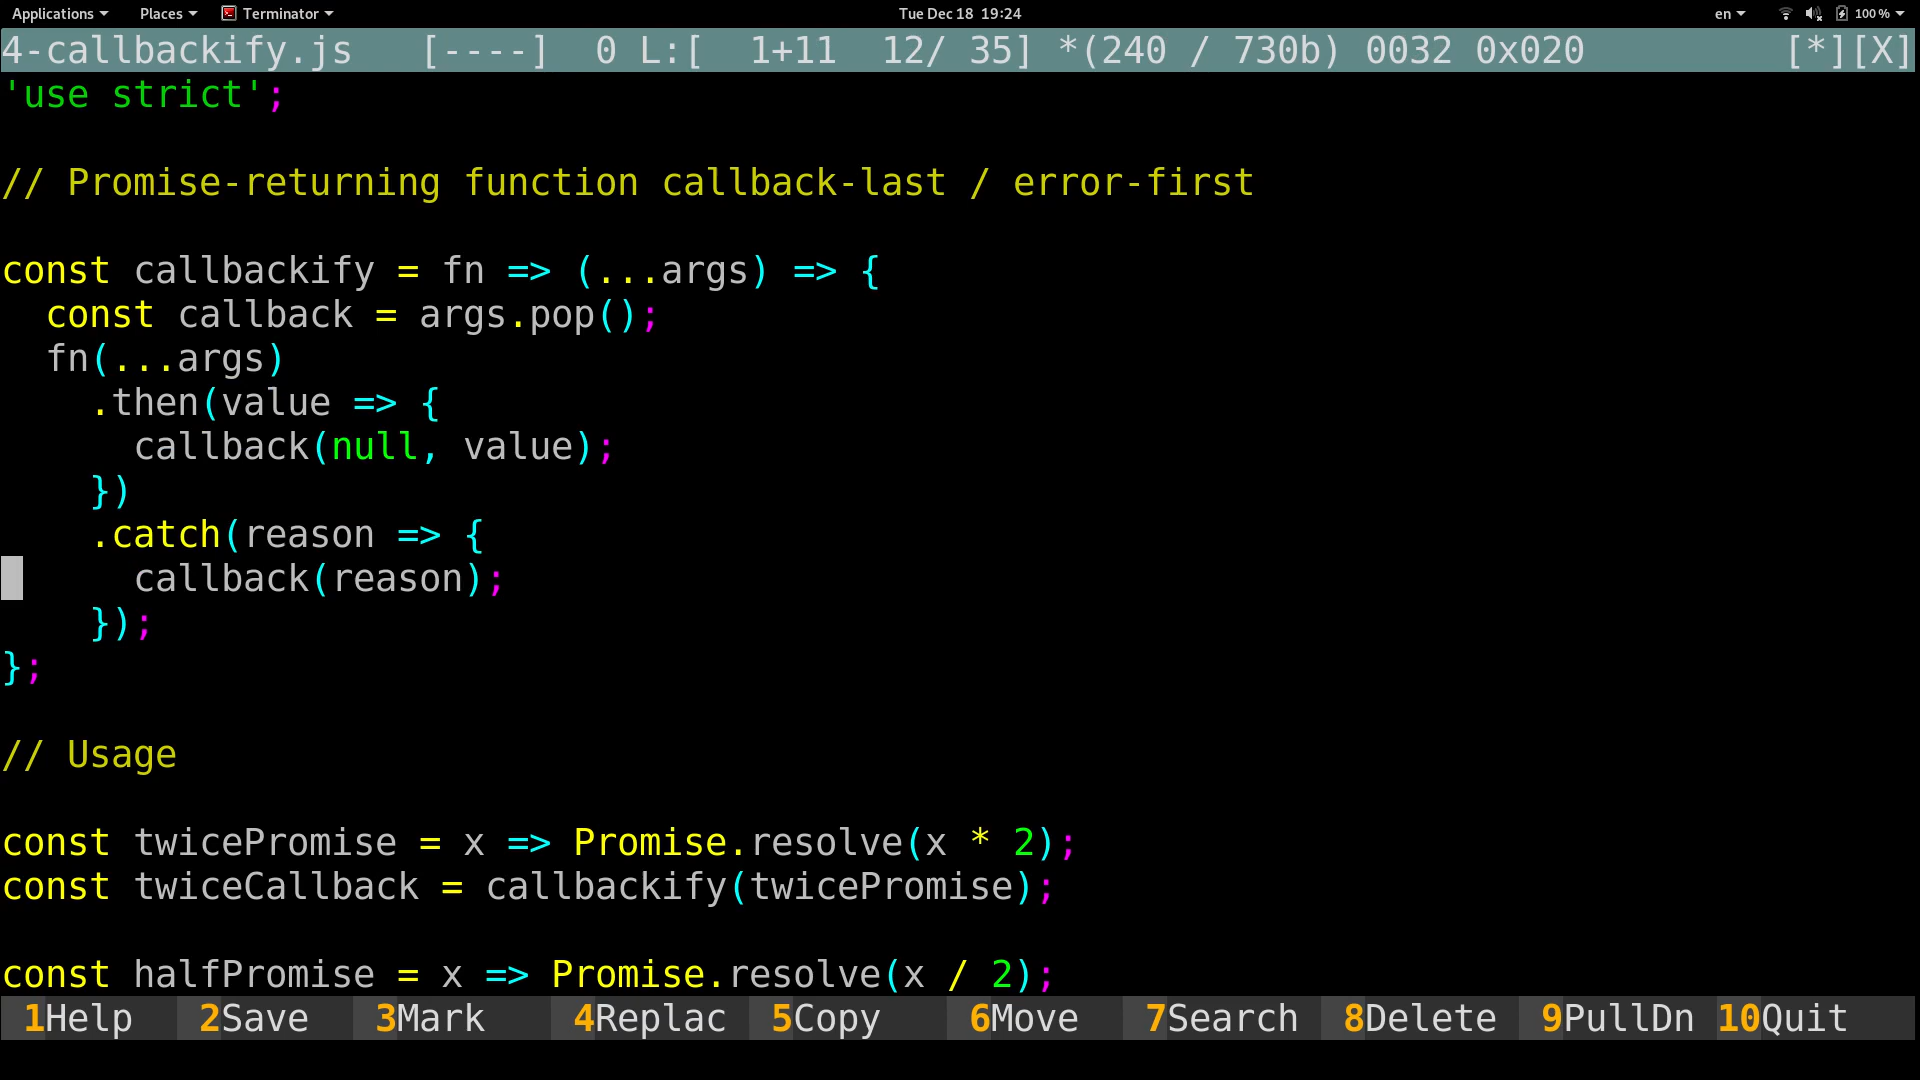 Applications Places Terminator Tue Dec 18 19:24 en 100 %
4-callbackify.js [----] 0 L:[ 1+11 12/ 35] *(240 / 730b) 0032 0x020 [*][X]
'use strict';
// Promise-returning function callback-last / error-first
const callbackify = fn => (...args) => {
  const callback = args.pop();
  fn(...args)
    .then(value => {
      callback(null, value);
    })
    .catch(reason => {
      callback(reason);
    });
};
// Usage
const twicePromise = x => Promise.resolve(x * 2);
const twiceCallback = callbackify(twicePromise);
const halfPromise = x => Promise.resolve(x / 2);
1Help 2Save 3Mark 4Replac 5Copy 6Move 7Search 8Delete 9PullDn 10Quit